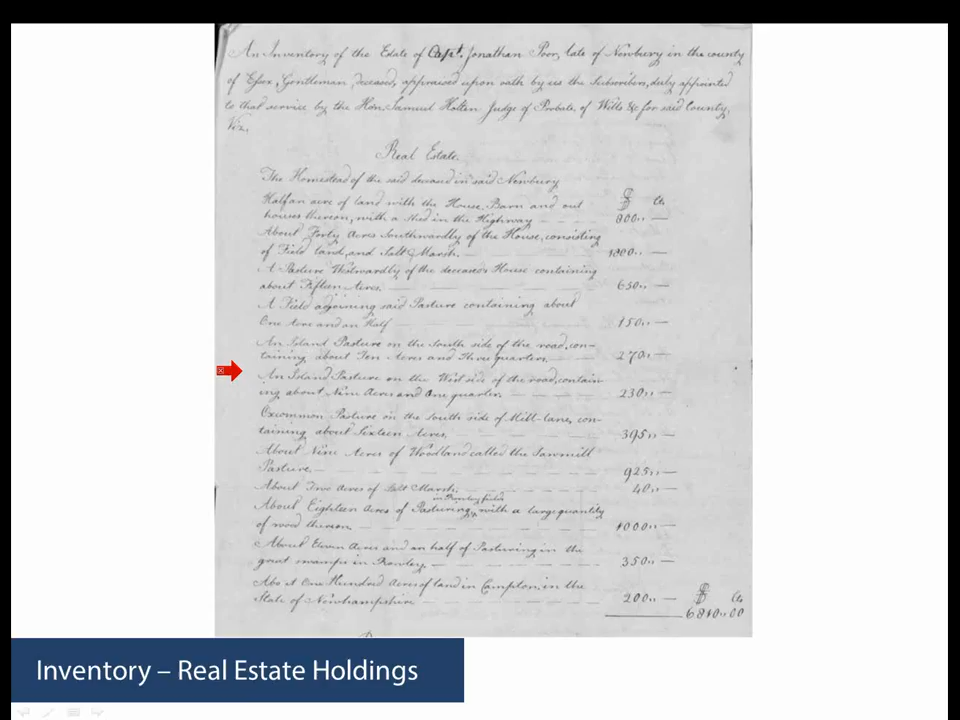 An Inventory of the Estate of Capt. Jonathan Poor, late of Newbury in the county
of Essex, Gentleman, deceased, appraised upon oath by us the Subscribers, duly appointed
to that service by the Hon. Samuel Holten Judge of Probate of Wills &c for said County,
Viz,
Real Estate.
The Homestead of the said deceased in said Newbury
Half an acre of land with the House, Barn and out $ Cts
houses thereon, with a Shed in the Highway 800,, —
About Forty Acres Southwardly of the House, consisting
of Field land, and Salt Marsh. 1800,, —
A Pasture Westwardly of the deceased's House containing
about Fifteen Acres. 650,, —
A Field adjoining said Pasture containing about
One Acre and an Half 150,, —
An Island Pasture on the South side of the road, con-
taining about Ten Acres and Three quarters. 270,, —
An Island Pasture on the West side of the road, contain
ing about Nine Acres and One quarter. 230,, —
Oxcommon Pasture on the South side of Mill-lane, con-
taining about Sixteen Acres. 395,, —
About Nine Acres of Woodland called the Sawmill
Pasture. 925,, —
About Two Acres of Salt Marsh. 40,, —
in Rowley fields
About Eighteen Acres of Pasturing, with a large quantity
of wood thereon. 1000,, —
About Eleven Acres and an half of Pasturing in the
great swamps in Rowley. 350,, —
About One Hundred Acres of land in Campton, in the $ Cts
State of Newhampshire 200,, —
6810,,00
Inventory – Real Estate Holdings